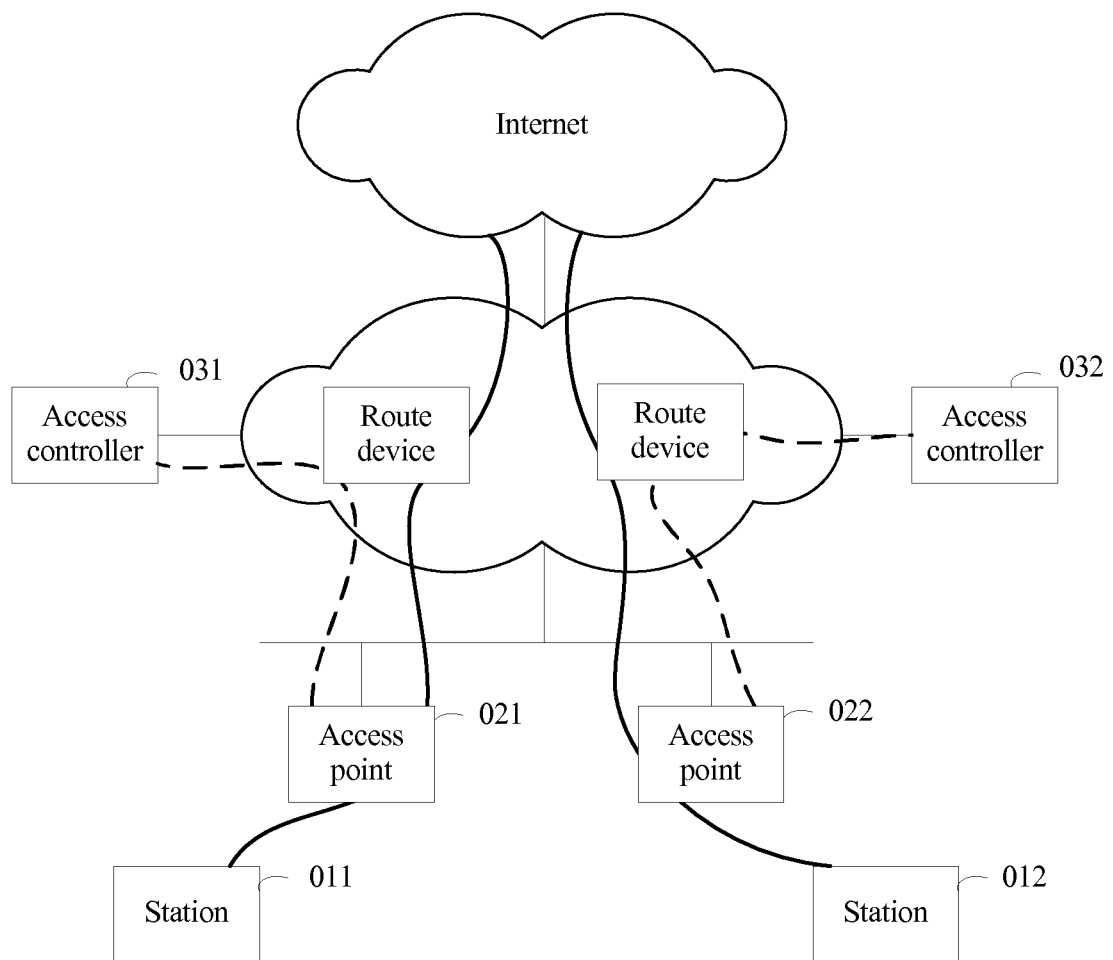 Internet
031
Access
controller
Route
device
Route
device
032
Access
controller
021
Access
point
022
Access
point
011
Station
012
Station